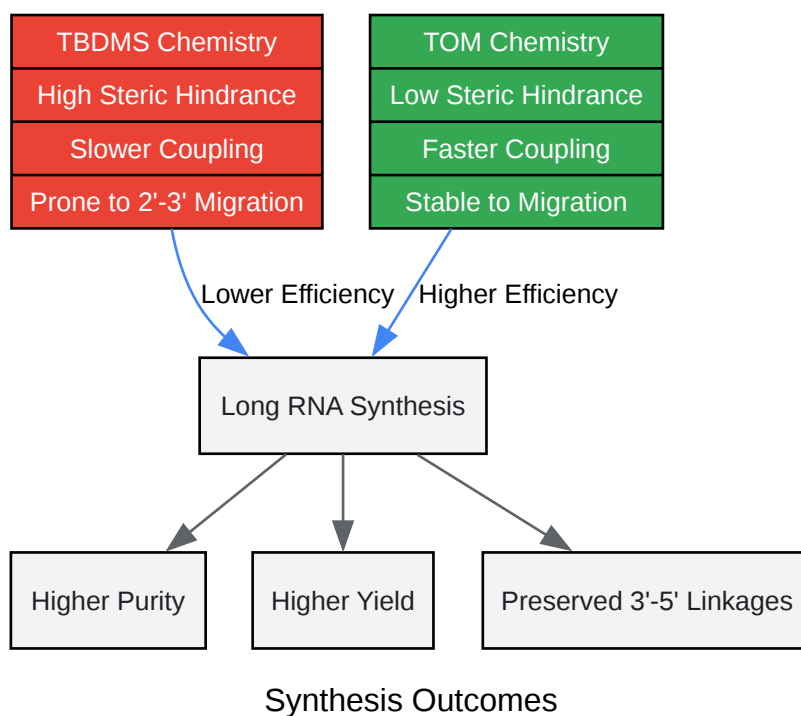 TBDMS Chemistry
High Steric Hindrance
Slower Coupling
Prone to 2'-3' Migration
TOM Chemistry
Low Steric Hindrance
Faster Coupling
Stable to Migration
Lower Efficiency
Higher Efficiency
Long RNA Synthesis
Higher Purity
Higher Yield
Preserved 3'-5' Linkages
Synthesis Outcomes